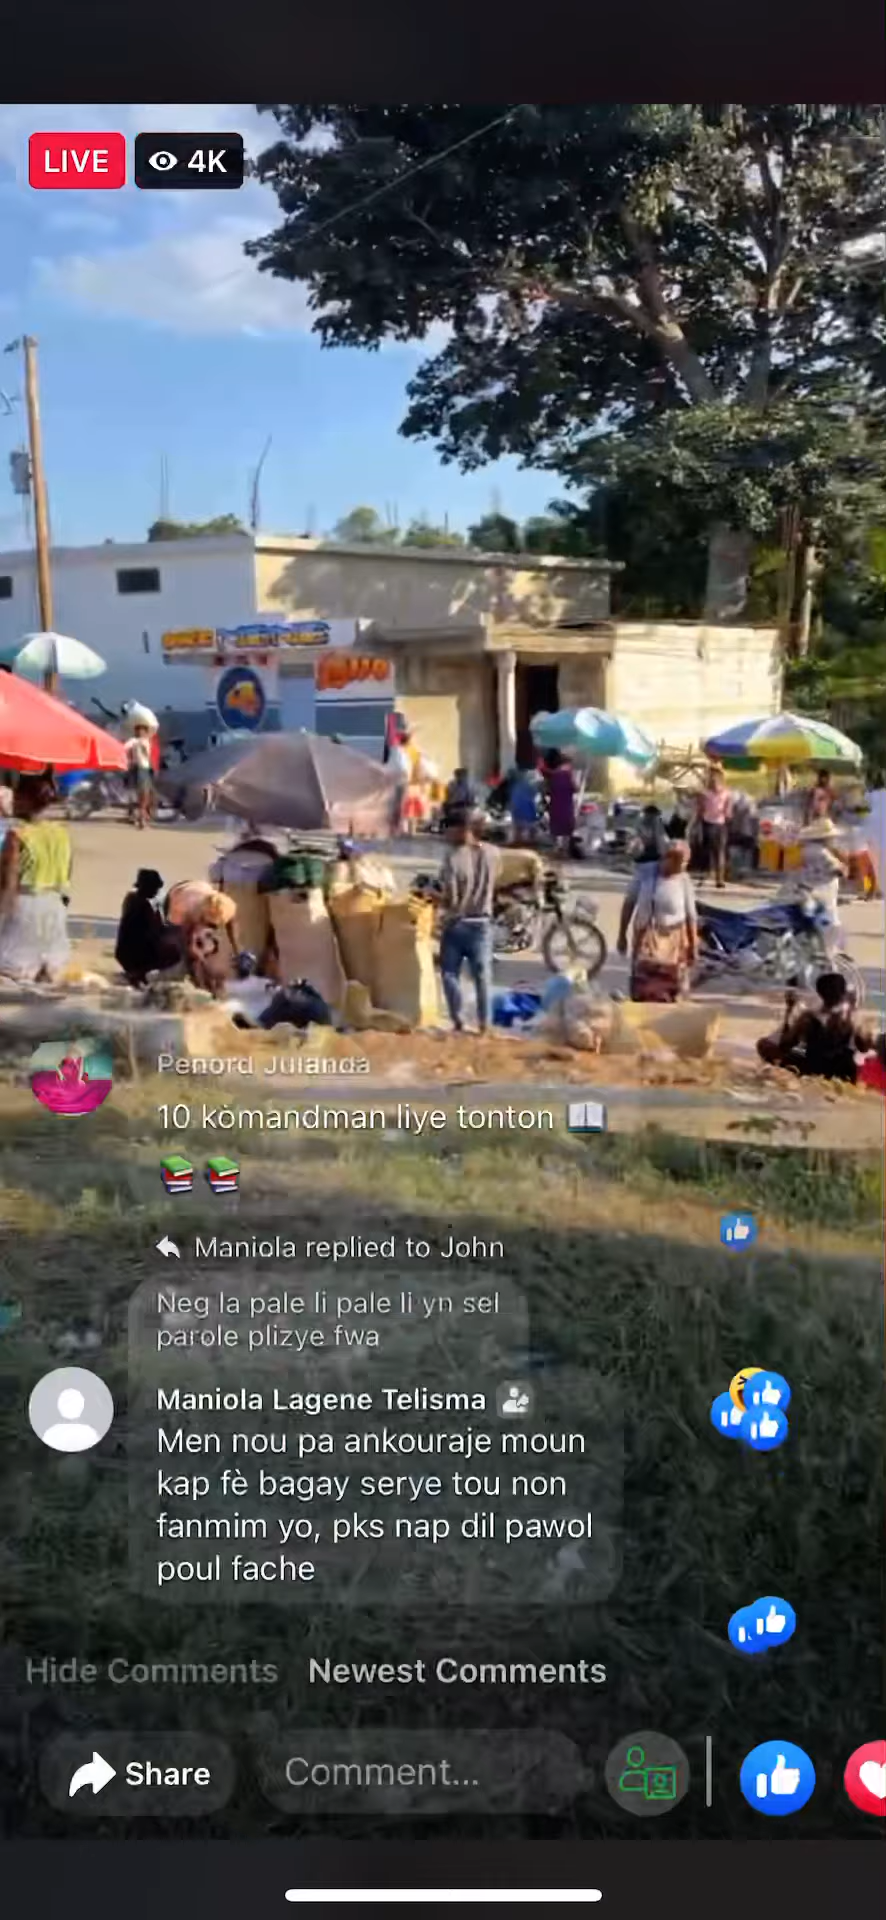 LIVE
4K
Penord Julanda
10 kòmandman liye tonton
Maniola replied to John
Neg la pale li pale li yn sel
parole plizye fwa
Maniola Lagene Telisma
Men nou pa ankouraje moun
kap fè bagay serye tou non
fanmim yo, pks nap dil pawol
poul fache
Hide Comments
Newest Comments
Share
Comment...